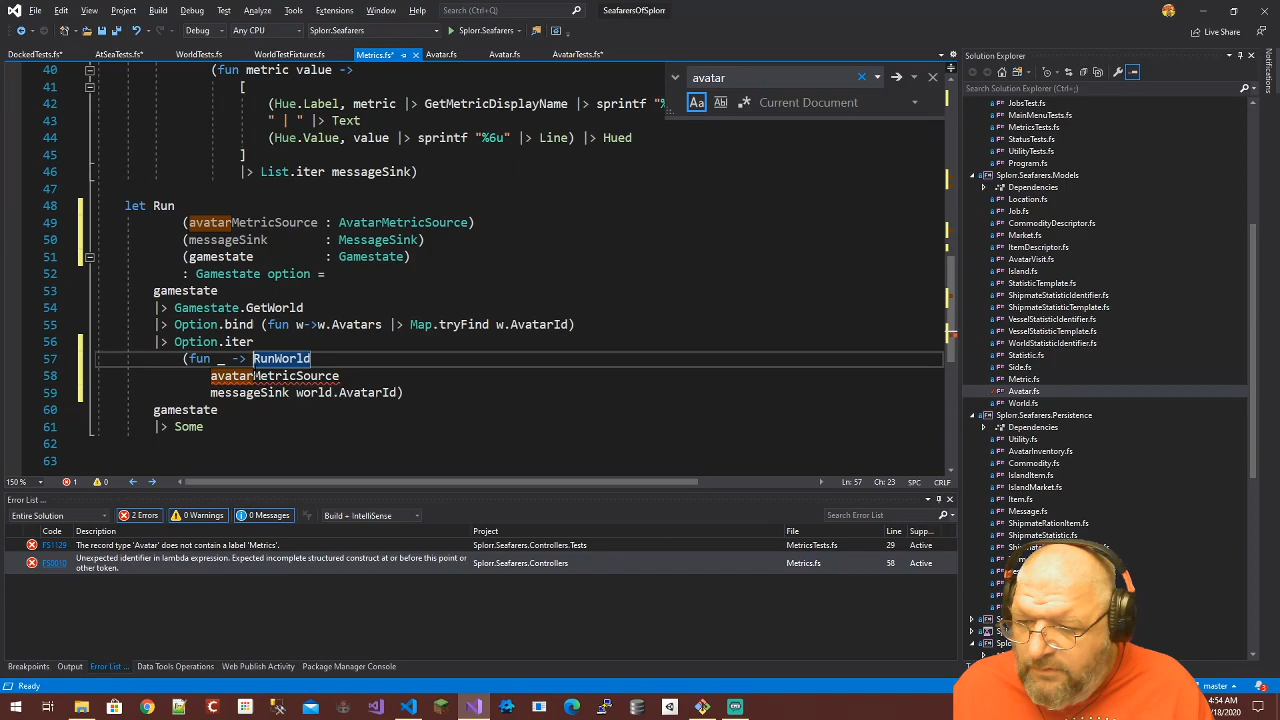 File Edit View Project Build Debug Test Analyze Tools Extensions Window Help Search (Ctrl+Q) SeafarersOfSplorr
Debug Any CPU Splorr.Seafarers Splorr.Seafarers Live Share
DockedTests.fs* AtSeaTests.fs* WorldTests.fs WorldTestFixtures.fs Metrics.fs* Avatar.fs Avatar.fs AvatarTests.fs*
avatar
Current Document
40 (fun metric value ->
41 [
42 (Hue.Label, metric |> GetMetricDisplayName |> sprintf "%
43 " | " |> Text
44 (Hue.Value, value |> sprintf "%6u" |> Line) |> Hued
45 ]
46 |> List.iter messageSink)
47
48 let Run
49 (avatarMetricSource : AvatarMetricSource)
50 (messageSink : MessageSink)
51 (gamestate : Gamestate)
52 : Gamestate option =
53 gamestate
54 |> Gamestate.GetWorld
55 |> Option.bind (fun w->w.Avatars |> Map.tryFind w.AvatarId)
56 |> Option.iter
57 (fun _ -> RunWorld
58 avatarMetricSource
59 messageSink world.AvatarId)
60 gamestate
61 |> Some
62
63
150 % 1 0 Ln: 57 Ch: 23 SPC CRLF
Error List ...
Entire Solution 2 Errors 0 Warnings 0 Messages Build + IntelliSense Search Error List
Code Description Project File Line Supp...
FS1129 The record type 'Avatar' does not contain a label 'Metrics'. Splorr.Seafarers.Controllers.Tests MetricsTests.fs 29 Active
FS0010 Unexpected identifier in lambda expression. Expected incomplete structured construct at or before this point or other token. Splorr.Seafarers.Controllers Metrics.fs 58 Active
Breakpoints Output Error List ... Data Tools Operations Web Publish Activity Package Manager Console
Ready master 3
Solution Explorer
Search Solution Explorer (Ctrl+;)
JobsTest.fs
MainMenuTests.fs
MetricsTests.fs
StatusTests.fs
UtilityTests.fs
Program.fs
Splorr.Seafarers.Models
Dependencies
Location.fs
Job.fs
CommodityDescriptor.fs
Market.fs
ItemDescriptor.fs
AvatarVisit.fs
Island.fs
StatisticTemplate.fs
ShipmateStatisticIdentifier.fs
ShipmateStatisticTemplate.fs
VesselStatisticIdentifier.fs
VesselStatisticTemplate.fs
WorldStatisticIdentifier.fs
Statistic.fs
Side.fs
Metric.fs
Avatar.fs
World.fs
Splorr.Seafarers.Persistence
Dependencies
Utility.fs
AvatarInventory.fs
Commodity.fs
IslandItem.fs
IslandMarket.fs
Item.fs
Message.fs
ShipmateRationItem.fs
Notifications